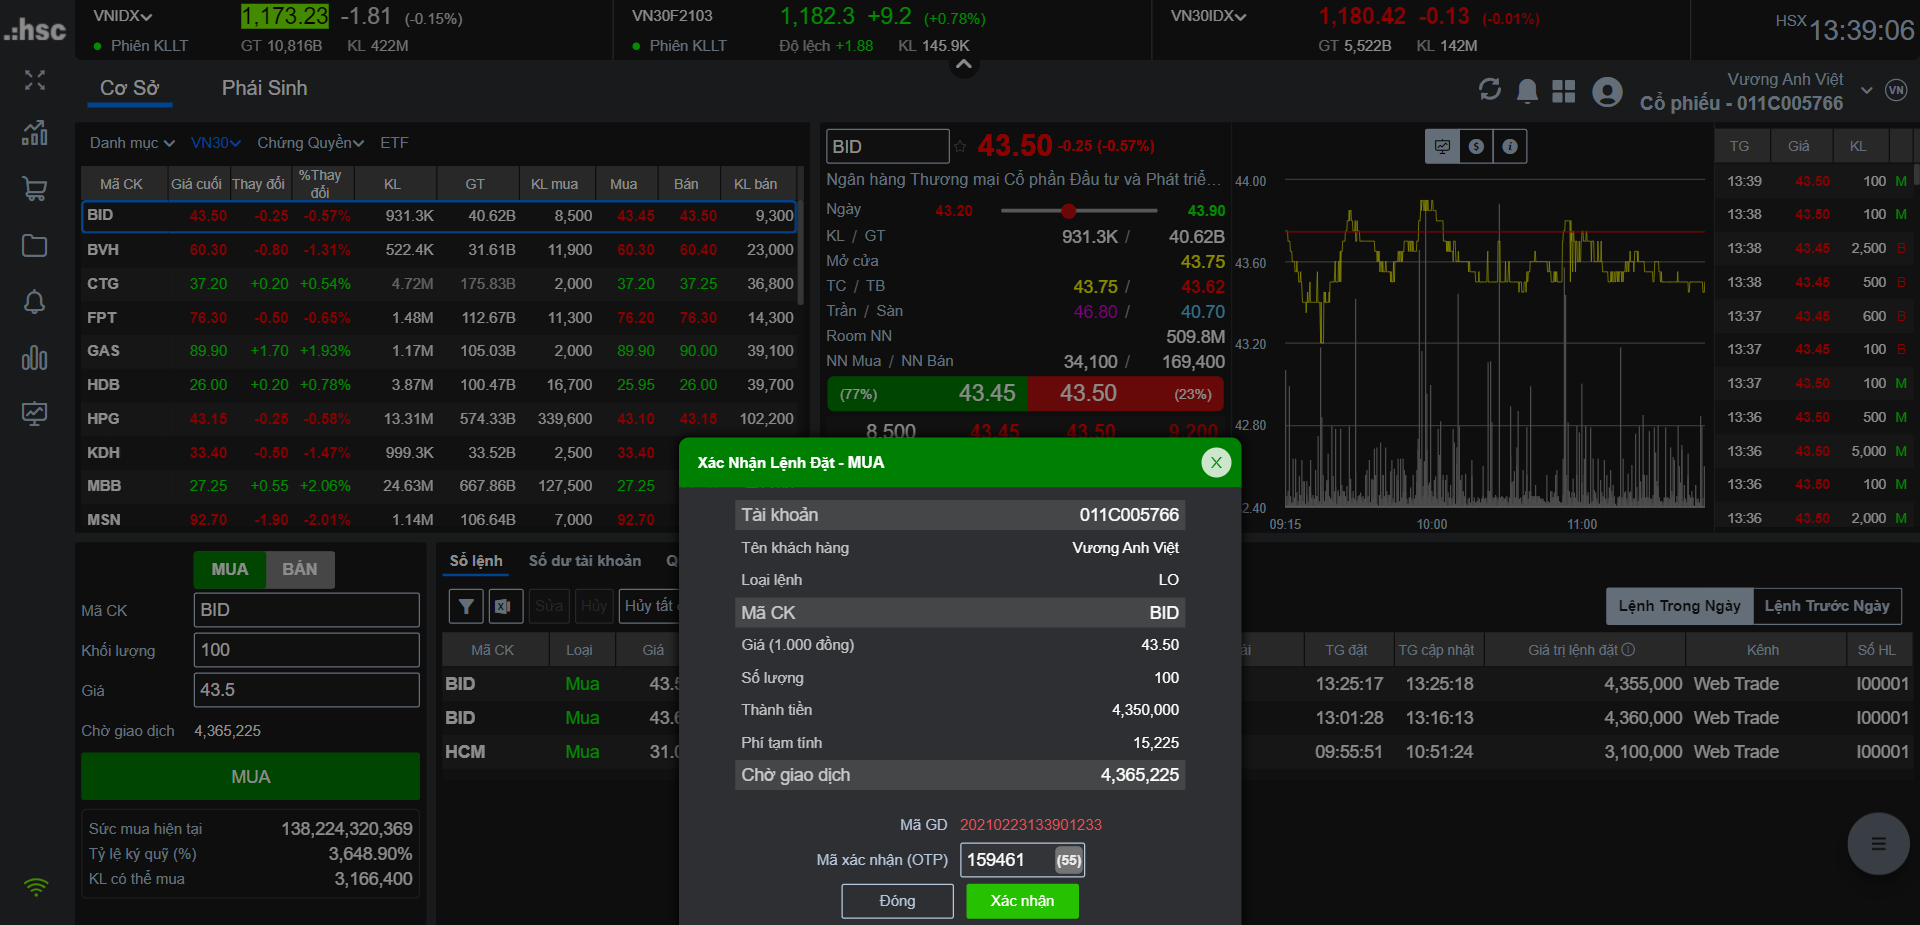 .:hsc
VNIDX 1,173.23 -1.81 (-0.15%)
Phiên KLLT GT 10,816B KL 422M
VN30F2103 1,182.3 +9.2 (+0.78%)
Phiên KLLT Độ lệch +1.88 KL 145.9K
VN30IDX 1,180.42 -0.13 (-0.01%)
GT 5,522B KL 142M
HSX 13:39:06
Cơ Sở Phái Sinh
Vương Anh Việt
Cổ phiếu - 011C005766
VN
Danh mục VN30 Chứng Quyền ETF
Mã CK Giá cuối Thay đổi %Thay đổi KL GT KL mua Mua Bán KL bán
BID 43.50 -0.25 -0.57% 931.3K 40.62B 8,500 43.45 43.50 9,300
BVH 60.30 -0.80 -1.31% 522.4K 31.61B 11,900 60.30 60.40 23,000
CTG 37.20 +0.20 +0.54% 4.72M 175.83B 2,000 37.20 37.25 36,800
FPT 76.30 -0.50 -0.65% 1.48M 112.67B 11,300 76.20 76.30 14,300
GAS 89.90 +1.70 +1.93% 1.17M 105.03B 2,000 89.90 90.00 39,100
HDB 26.00 +0.20 +0.78% 3.87M 100.47B 16,700 25.95 26.00 39,700
HPG 43.15 -0.25 -0.58% 13.31M 574.33B 339,600 43.10 43.15 102,200
KDH 33.40 -0.50 -1.47% 999.3K 33.52B 2,500 33.40
MBB 27.25 +0.55 +2.06% 24.63M 667.86B 127,500 27.25
MSN 92.70 -1.90 -2.01% 1.14M 106.64B 7,000 92.70
BID 43.50 -0.25 (-0.57%)
Ngân hàng Thương mại Cổ phần Đầu tư và Phát triể...
Ngày 43.20 43.90
KL / GT 931.3K / 40.62B
Mở cửa 43.75
TC / TB 43.75 / 43.62
Trần / Sàn 46.80 / 40.70
Room NN 509.8M
NN Mua / NN Bán 34,100 / 169,400
(77%) 43.45 43.50 (23%)
8,500 43.45 43.50 9,200
44.00
43.60
43.20
42.80
2.40
09:15 10:00 11:00
TG Giá KL
13:39 43.50 100 M
13:38 43.50 100 M
13:38 43.45 2,500 B
13:38 43.45 500 B
13:37 43.45 600 B
13:37 43.45 100 B
13:37 43.50 100 M
13:36 43.50 500 M
13:36 43.50 5,000 M
13:36 43.50 100 M
13:36 43.50 2,000 M
MUA BÁN
Mã CK BID
Khối lượng 100
Giá 43.5
Chờ giao dịch 4,365,225
MUA
Sức mua hiện tại 138,224,320,369
Tỷ lệ ký quỹ (%) 3,648.90%
KL có thể mua 3,166,400
Sổ lệnh Số dư tài khoản Q
Sửa Hủy Hủy tất
Lệnh Trong Ngày Lệnh Trước Ngày
Mã CK Loại Giá ái TG đặt TG cập nhật Giá trị lệnh đặt Kênh Số HL
BID Mua 43.5 13:25:17 13:25:18 4,355,000 Web Trade I00001
BID Mua 43.6 13:01:28 13:16:13 4,360,000 Web Trade I00001
HCM Mua 31.0 09:55:51 10:51:24 3,100,000 Web Trade I00001
Xác Nhận Lệnh Đặt - MUA X
Tài khoản 011C005766
Tên khách hàng Vương Anh Việt
Loại lệnh LO
Mã CK BID
Giá (1.000 đồng) 43.50
Số lượng 100
Thành tiền 4,350,000
Phí tạm tính 15,225
Chờ giao dịch 4,365,225
Mã GD 20210223133901233
Mã xác nhận (OTP) 159461 (55)
Đóng Xác nhận